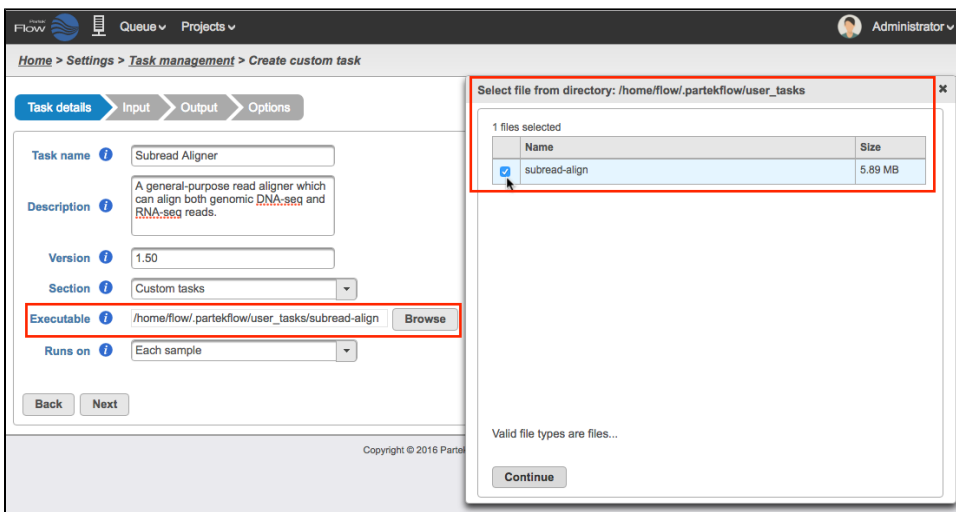 Partek
Flow
Queue Projects Administrator
Home > Settings > Task management > Create custom task
Task details Input Output Options
Task name i Subread Aligner
Description i A general-purpose read aligner which
can align both genomic DNA-seq and
RNA-seq reads.
Version i 1.50
Section i Custom tasks
Executable i /home/flow/.partekflow/user_tasks/subread-align Browse
Runs on i Each sample
Back Next
Copyright © 2016 Partek
Select file from directory: /home/flow/.partekflow/user_tasks
1 files selected
Name Size
subread-align 5.89 MB
Valid file types are files...
Continue